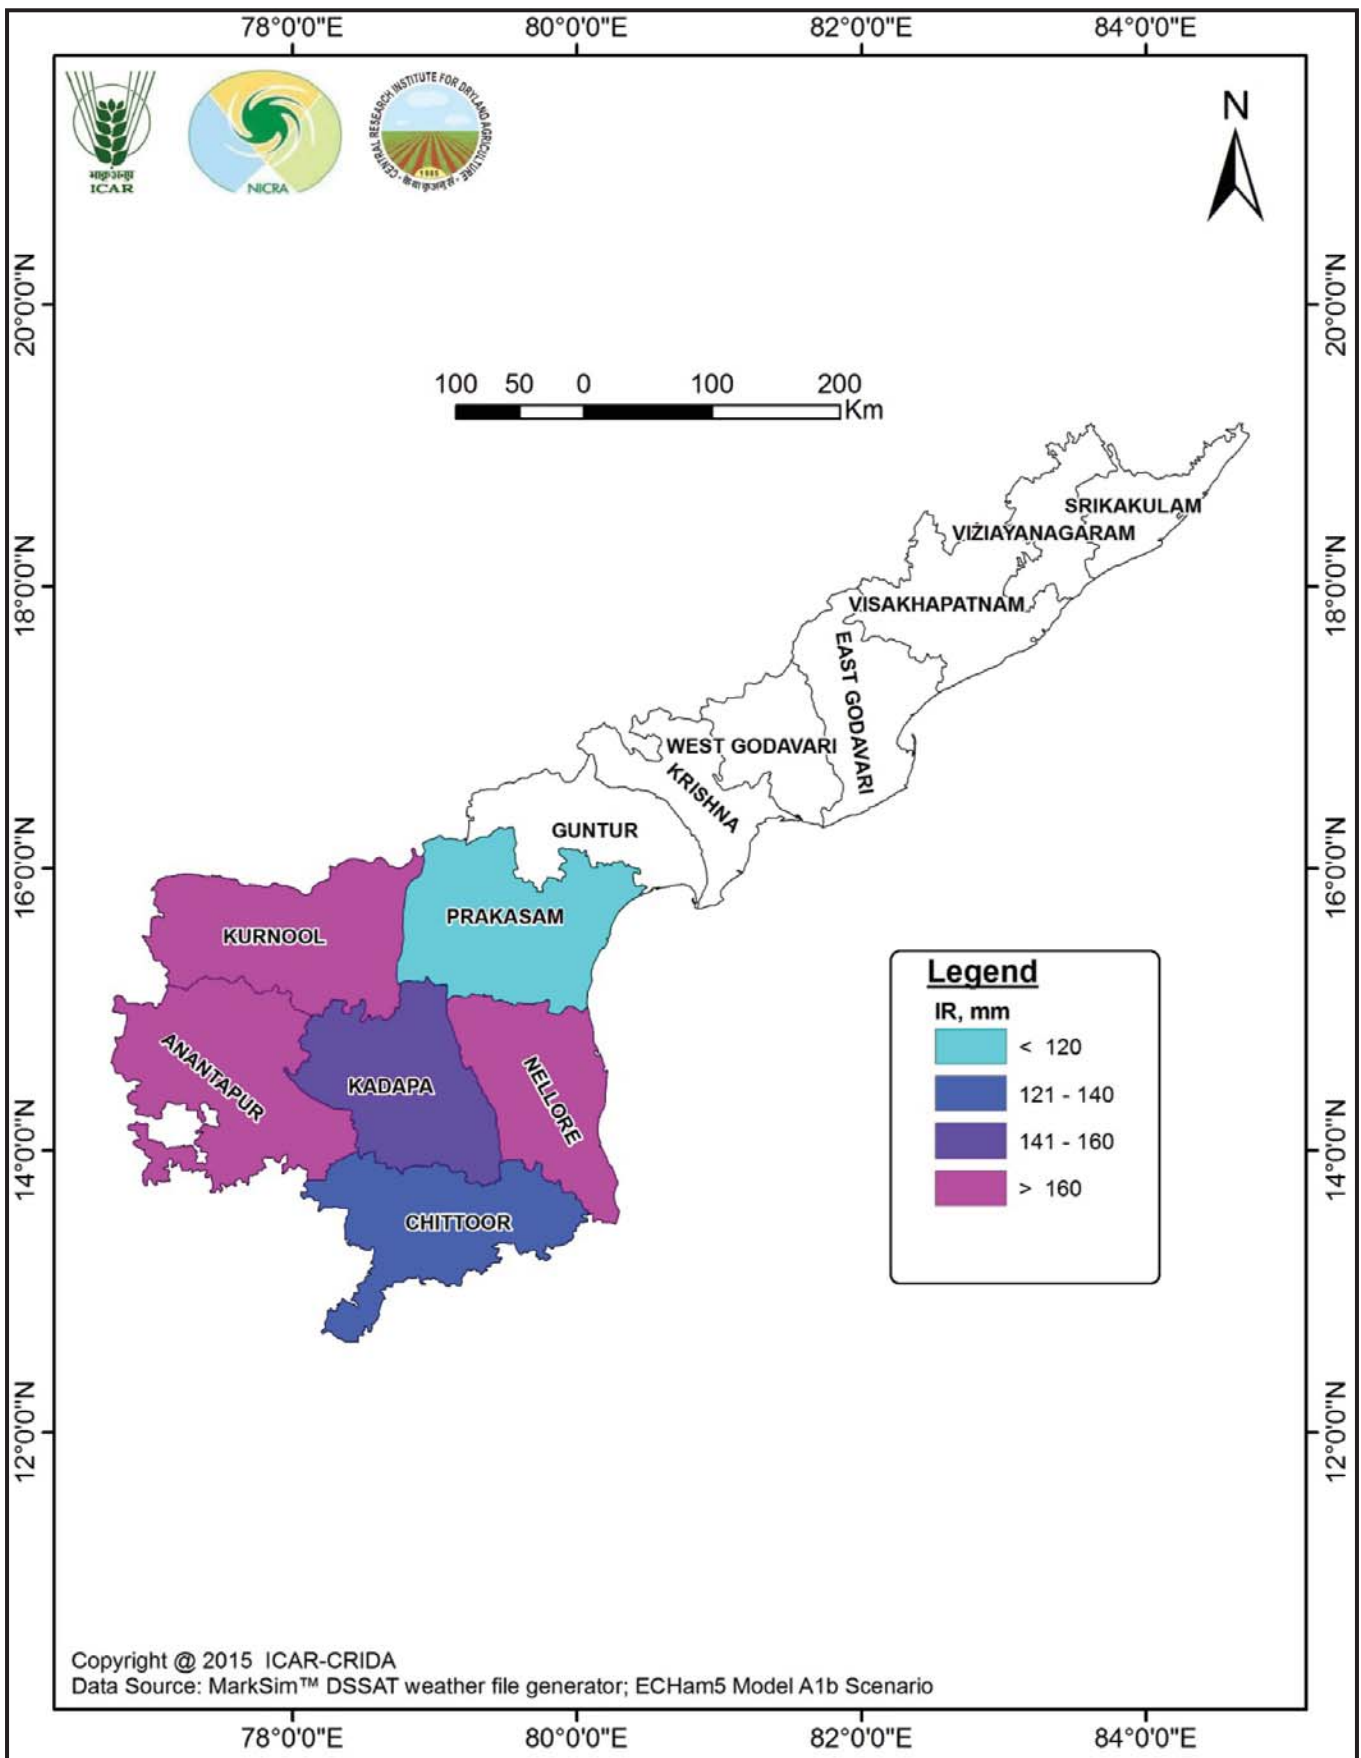 78°0'0"E 80°0'0"E 82°0'0"E 84°0'0"E
ICAR
NICRA
CENTRAL RESEARCH INSTITUTE FOR DRYLAND AGRICULTURE
1985
N
20°0'0"N 20°0'0"N
100 50 0 100 200
Km
SRIKAKULAM
VIZIAYANAGARAM
18°0'0"N 18°0'0"N
VISAKHAPATNAM
EAST GODAVARI
WEST GODAVARI
KRISHNA
GUNTUR
16°0'0"N 16°0'0"N
PRAKASAM
KURNOOL
ANANTAPUR
KADAPA
NELLORE
CHITTOOR
Legend
IR, mm
< 120
121 - 140
141 - 160
> 160
14°0'0"N 14°0'0"N
12°0'0"N 12°0'0"N
Copyright @ 2015 ICAR-CRIDA
Data Source: MarkSim™ DSSAT weather file generator; ECHam5 Model A1b Scenario
78°0'0"E 80°0'0"E 82°0'0"E 84°0'0"E